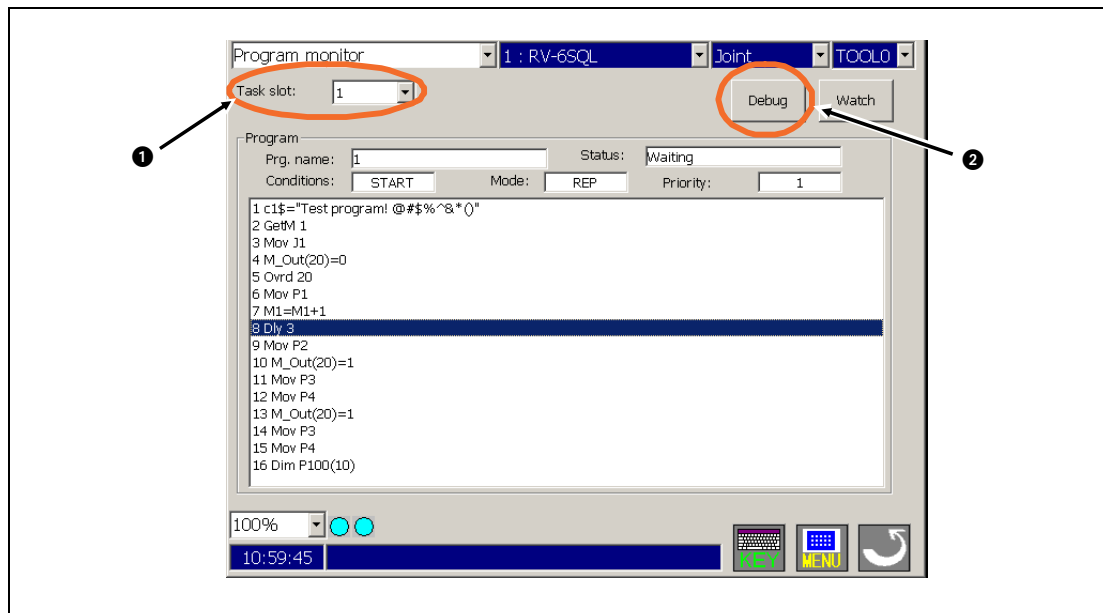 Program monitor 1 : RV-6SQL Joint TOOL0
Task slot: 1 Debug Watch
❶ ❷
Program
Prg. name: 1 Status: Waiting
Conditions: START Mode: REP Priority: 1
1 c1$="Test program! @#$%^&*()"
2 GetM 1
3 Mov J1
4 M_Out(20)=0
5 Ovrd 20
6 Mov P1
7 M1=M1+1
8 Dly 3
9 Mov P2
10 M_Out(20)=1
11 Mov P3
12 Mov P4
13 M_Out(20)=1
14 Mov P3
15 Mov P4
16 Dim P100(10)
100%
10:59:45 KEY MENU